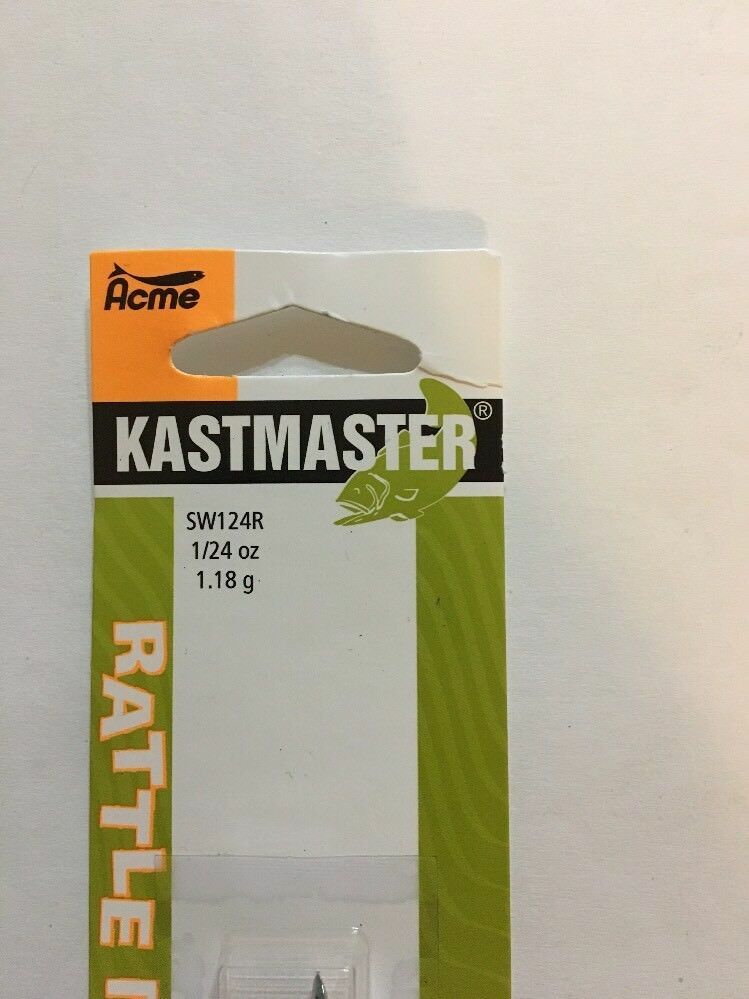 Acme
KASTMASTER®
SW124R
1/24 oz
1.18 g
RATTLE